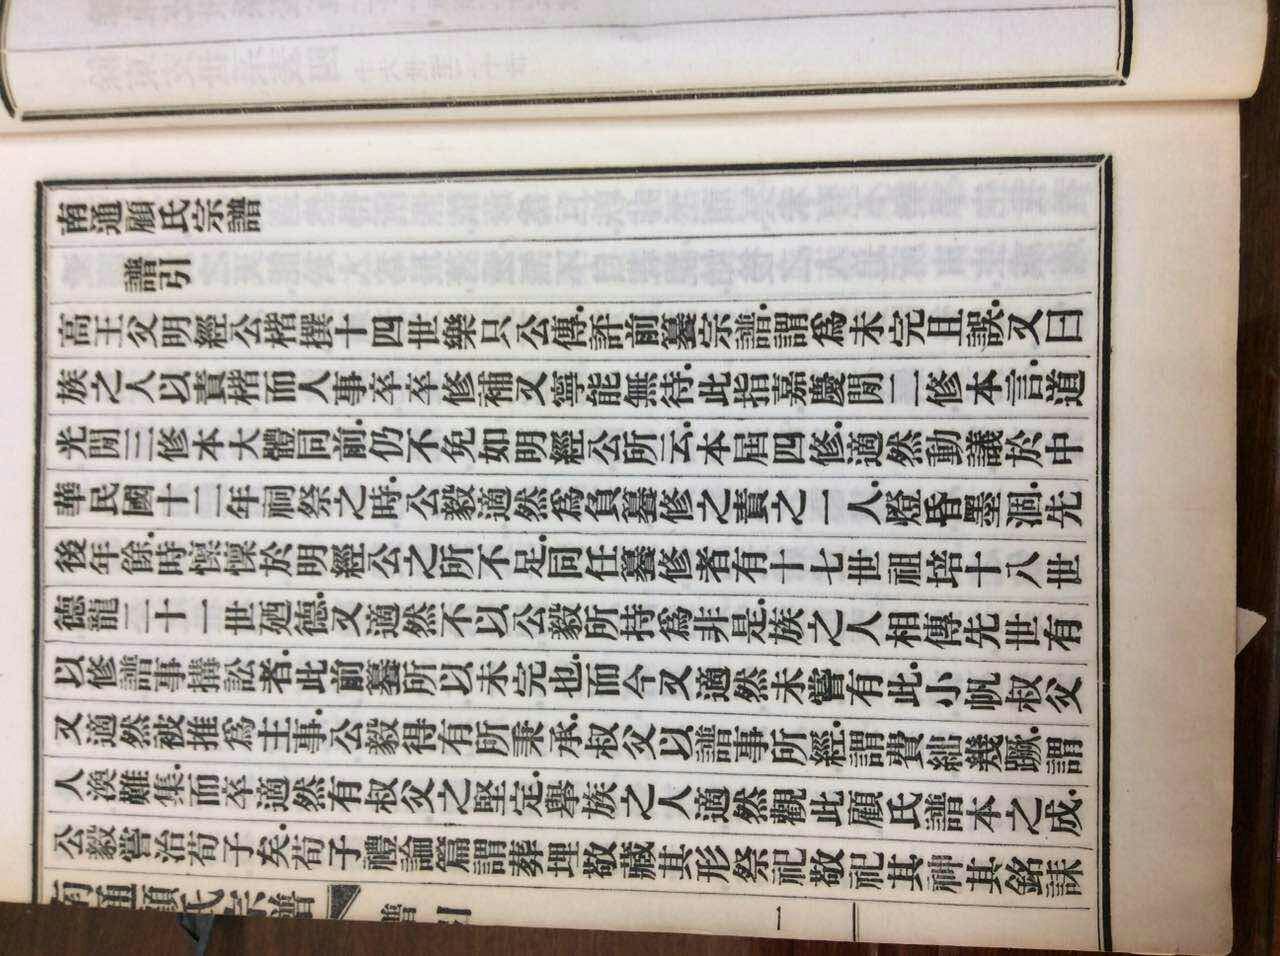 南通顧氏宗譜
譜引
高王父明經公楷撰十四世樂只公傳.評前纂宗譜.謂爲未完且誤.又曰
族之人以責楷而人事卒卒修補又寧能無待.此指嘉慶閒二修本言.道
光閒三修本大體同前.仍不免如明經公所云.本屆四修.適然動議於中
華民國十二年祠祭之時.公毅適然爲負纂修之責之一人.燈昏墨涸.先
後年餘.時懍懍於明經公之所不足.同任纂修者有十七世祖培十八世
德龍二十一世廼德.又適然不以公毅所持爲非是.族之人相傳先世有
以修譜事搆訟者.此前纂所以未完也.而今又適然未嘗有此.小帆叔父
又適然被推爲主事.公毅得有所秉承.叔父以譜事所經.謂費絀幾蹶.謂
人渙難集.而卒適然有叔父之堅定.舉族之人適然觀此顧氏譜本之成.
公毅嘗治荀子矣.荀子禮論篇謂葬埋敬藏其形祭祀敬祀其神其銘誄
南通顧氏宗譜
譜引
一